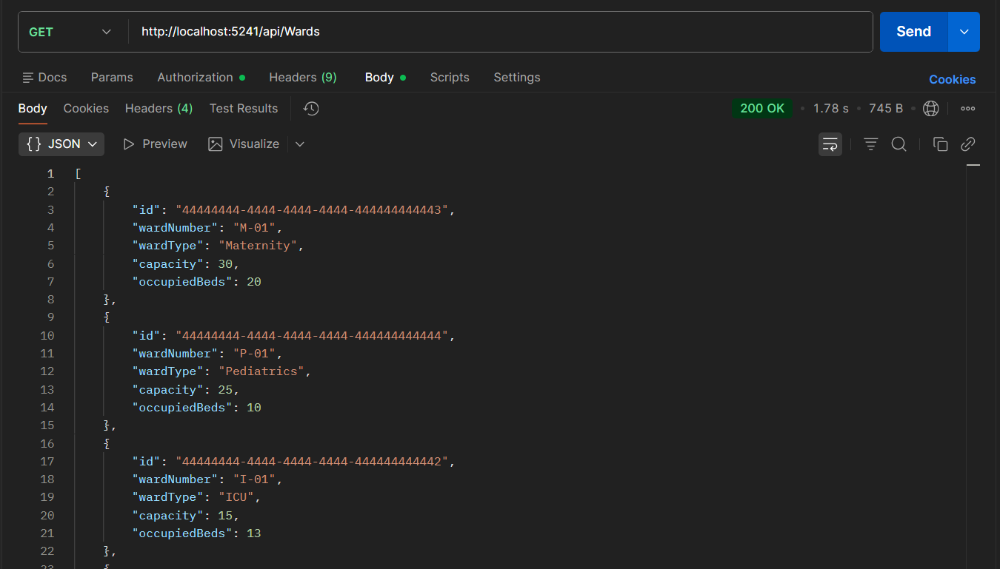 GET http://localhost:5241/api/Wards Send
Docs Params Authorization Headers (9) Body Scripts Settings Cookies
Body Cookies Headers (4) Test Results 200 OK • 1.78 s • 745 B •
{} JSON Preview Visualize
1 [
2 {
3 "id": "44444444-4444-4444-4444-444444444443",
4 "wardNumber": "M-01",
5 "wardType": "Maternity",
6 "capacity": 30,
7 "occupiedBeds": 20
8 },
9 {
10 "id": "44444444-4444-4444-4444-444444444444",
11 "wardNumber": "P-01",
12 "wardType": "Pediatrics",
13 "capacity": 25,
14 "occupiedBeds": 10
15 },
16 {
17 "id": "44444444-4444-4444-4444-444444444442",
18 "wardNumber": "I-01",
19 "wardType": "ICU",
20 "capacity": 15,
21 "occupiedBeds": 13
22 },
23 {